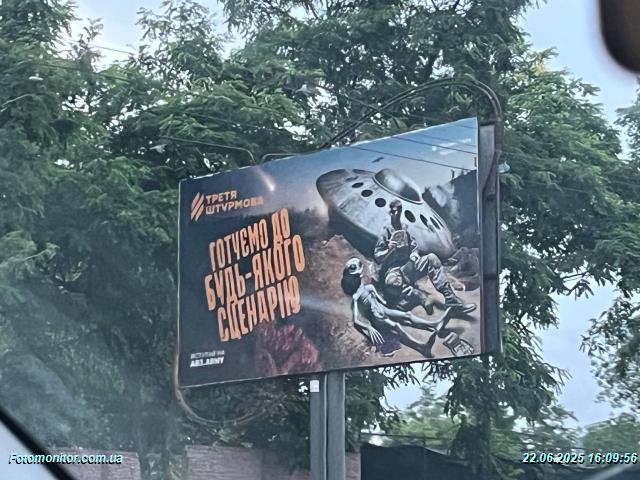 ТРЕТЯ
ШТУРМОВА
ГОТУЄМО ДО
БУДЬ-ЯКОГО
СЦЕНАРІЮ
ВСТУПАЙ НА
AB3.ARMY
Fotomonitor.com.ua
22.06.2025 16:09:56